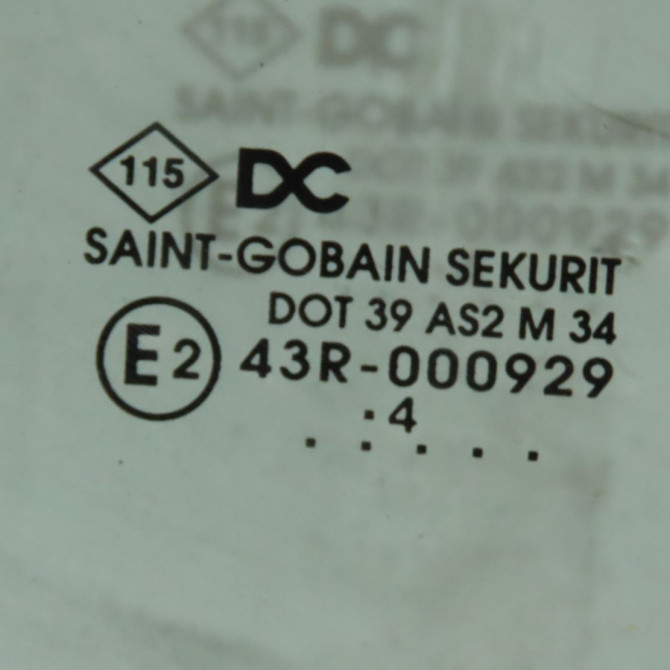 115 DC
SAINT-GOBAIN SEKURIT
DOT 39 AS2 M 34
E2 43R-000929
.4
. . . . .